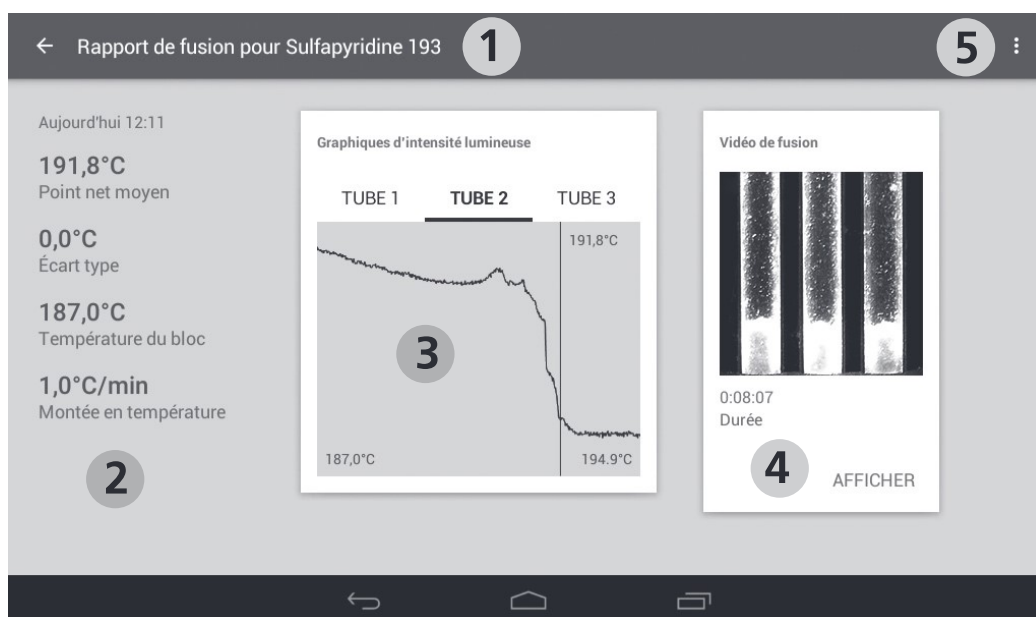 Rapport de fusion pour Sulfapyridine 193
1
5
Aujourd'hui 12:11
191,8°C
Point net moyen
0,0°C
Écart type
187,0°C
Température du bloc
1,0°C/min
Montée en température
2
Graphiques d'intensité lumineuse
TUBE 1 TUBE 2 TUBE 3
191,8°C
3
187,0°C 194.9°C
Vidéo de fusion
0:08:07
Durée
4
AFFICHER